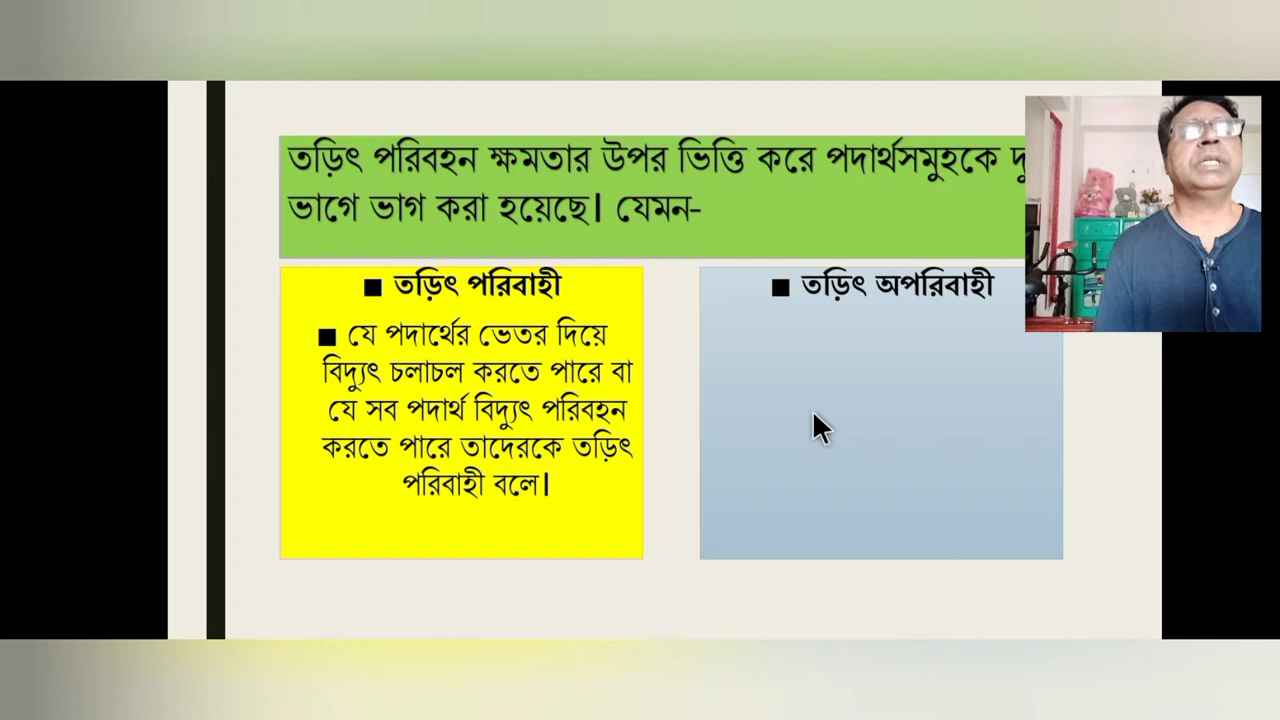 তড়িৎ পরিবহন ক্ষমতার উপর ভিত্তি করে পদার্থসমুহকে
ভাগে ভাগ করা হয়েছে। যেমন-
■ তড়িৎ পরিবাহী
■ যে পদার্থের ভেতর দিয়ে
বিদ্যুৎ চলাচল করতে পারে বা
যে সব পদার্থ বিদ্যুৎ পরিবহন
করতে পারে তাদেরকে তড়িৎ
পরিবাহী বলে।
■ তড়িৎ অপরিবাহী